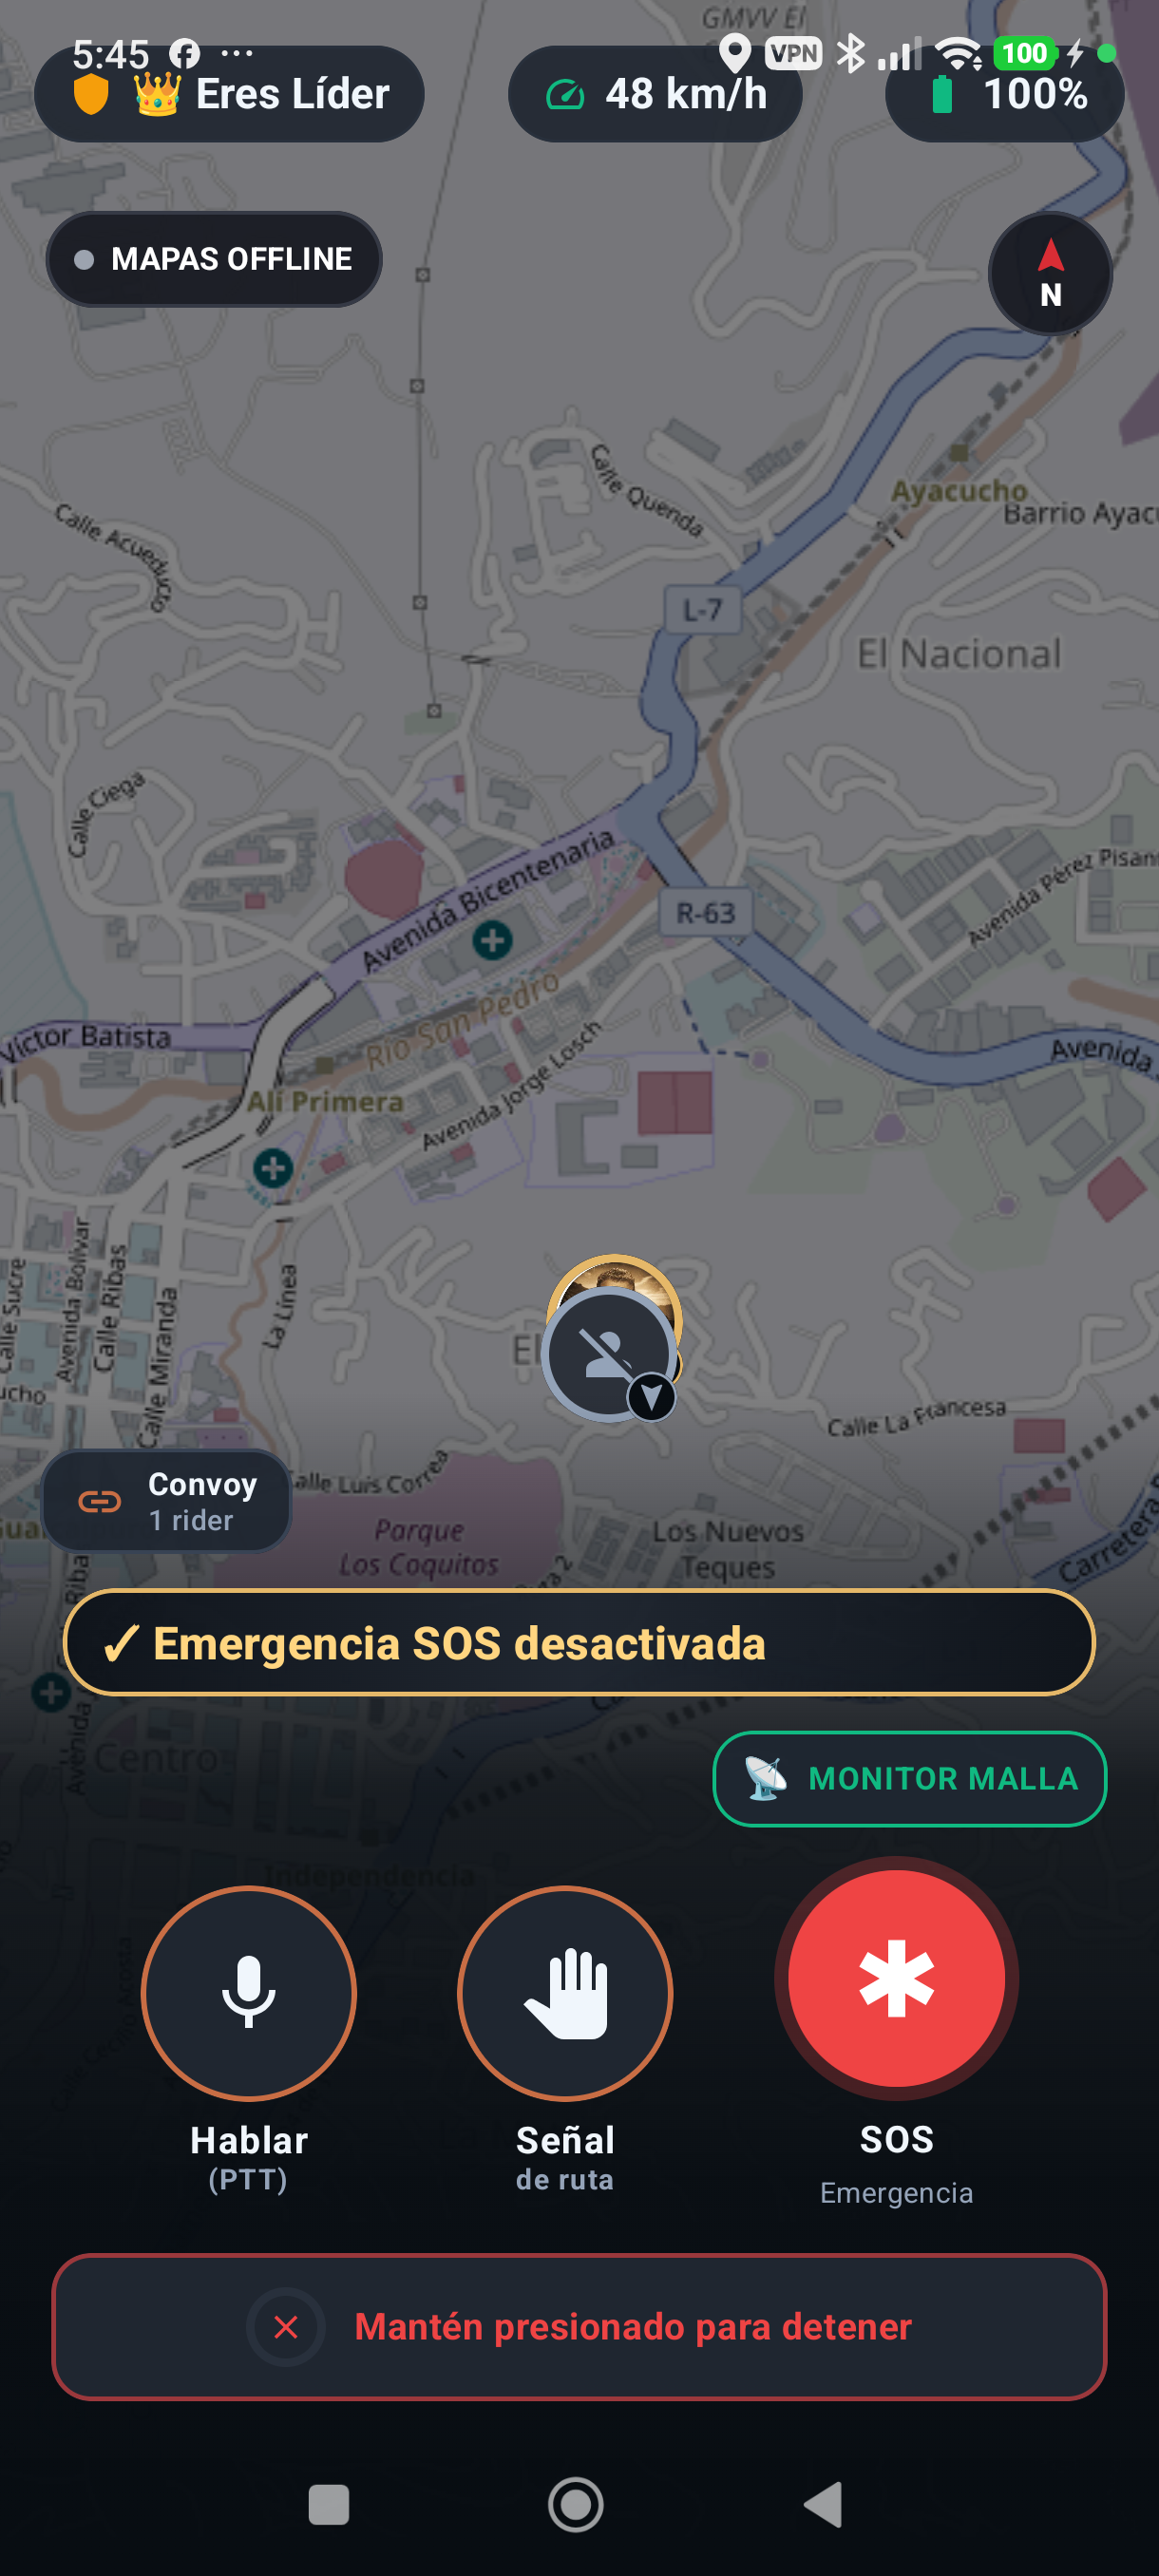 GMVV El
5:45
VPN
100
Eres Líder
48 km/h
100%
MAPAS OFFLINE
N
Calle Quenda
Ayacucho
Calle Acueducto
L-7
El Nacional
Calle Ciega
Avenida Bicentenaria
Avenida Pérez
R-63
Río San Pedro
Víctor Batista
Avenida
Avenida Jorge Losch
Alí Primera
Calle Sucre
Avenida Bolívar
Calle Ribas
Calle Miranda
La Línea
Calle La Francesa
Convoy
1 rider
Calle Luis Correa
Parque
Los Coquitos
Los Nuevos
Teques
Carretera
✓ Emergencia SOS desactivada
Centro
MONITOR MALLA
Independencia
Hablar
(PTT)
Señal
de ruta
SOS
Emergencia
Mantén presionado para detener